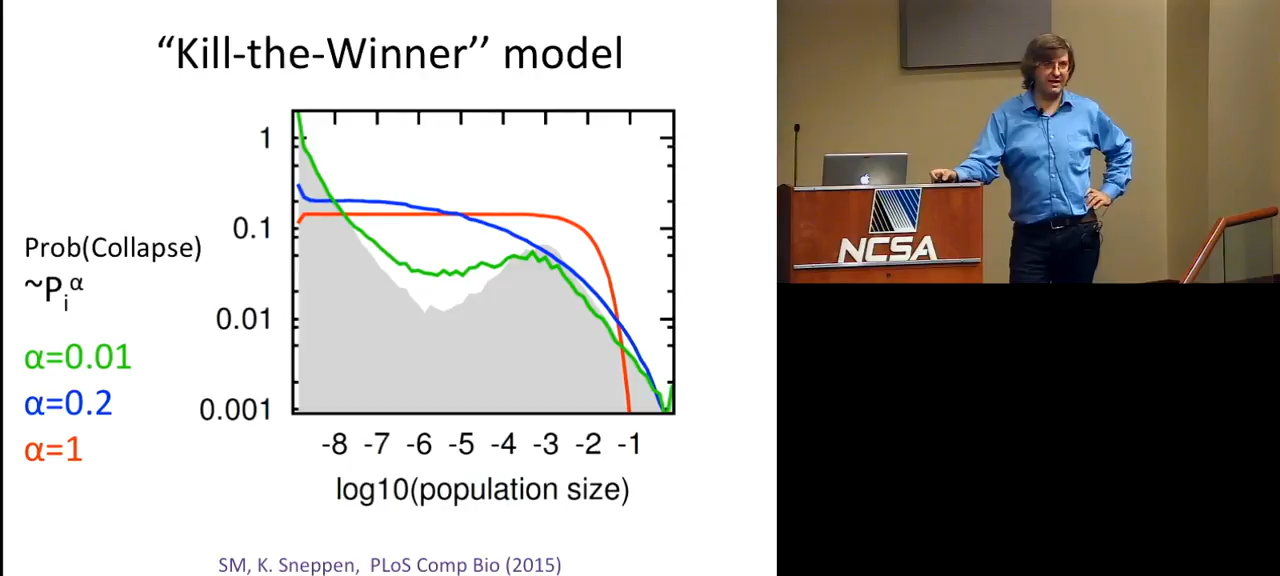 “Kill-the-Winner’’ model
Prob(Collapse)
~Pᵢᵅ
α=0.01
α=0.2
α=1
1
0.1
0.01
0.001
-8 -7 -6 -5 -4 -3 -2 -1
log10(population size)
SM, K. Sneppen, PLoS Comp Bio (2015)
NCSA